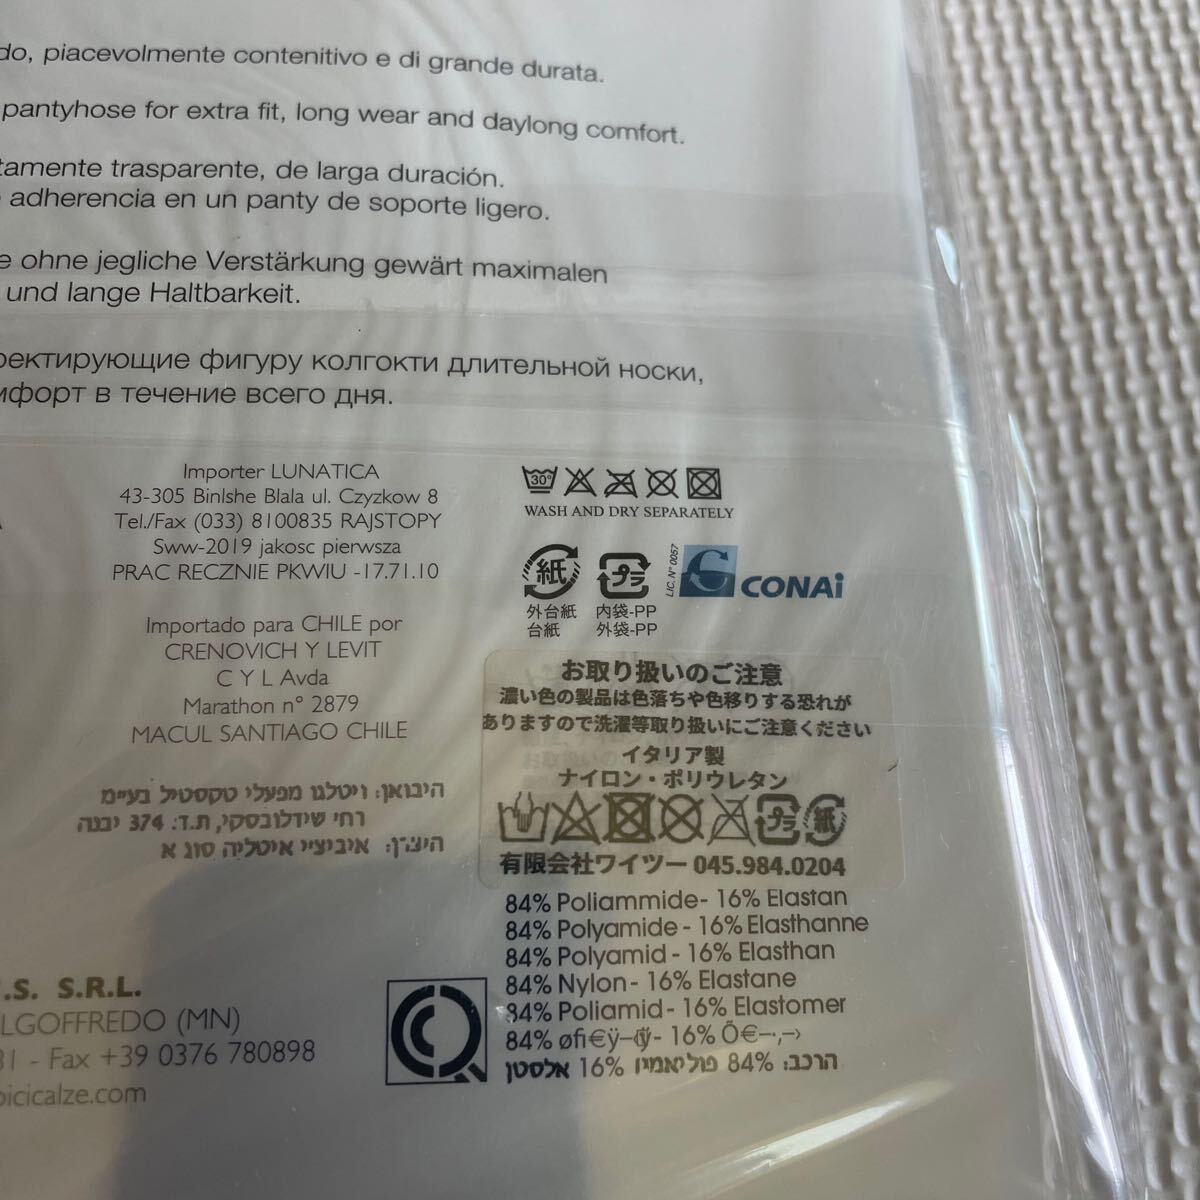 do, piacevolmente contenitivo e di grande durata.
pantyhose for extra fit, long wear and daylong comfort.
tamente trasparente, de larga duración.
adherencia en un panty de soporte ligero.
e ohne jegliche Verstärkung gewärt maximalen
und lange Haltbarkeit.
ректирующие фигуру колгокти длительной носки,
мфорт в течение всего дня.
Importer LUNATICA
43-305 Binlshe Blala ul. Czyzkow 8
Tel./Fax (033) 8100835 RAJSTOPY
Sww-2019 jakosc pierwsza
PRAC RECZNIE PKWIU -17.71.10
Importado para CHILE por
CRENOVICH Y LEVIT
C Y L Avda
Marathon n° 2879
MACUL SANTIAGO CHILE
היבואן: ויטלגו מפעלי טקסטיל בע"מ
רחי שידלובסקי, ת.ד. 374 יבנה
היצרן: איביצי איטליה סוג א
.S. S.R.L.
LGOFFREDO (MN)
31 - Fax +39 0376 780898
oicicalze.com
30°
WASH AND DRY SEPARATELY
紙
外台紙
台紙
プラ
内袋-PP
外袋-PP
LIC. N° 0057
CONAi
お取り扱いのご注意
濃い色の製品は色落ちや色移りする恐れが
ありますので洗濯等取り扱いにご注意ください
イタリア製
ナイロン・ポリウレタン
プラ 紙
有限会社ワイツー 045.984.0204
84% Poliammide- 16% Elastan
84% Polyamide - 16% Elasthanne
84% Polyamid - 16% Elasthan
84% Nylon- 16% Elastane
84% Poliamid - 16% Elastomer
הרכב: 84% פוליאמיד 16% אלסטן